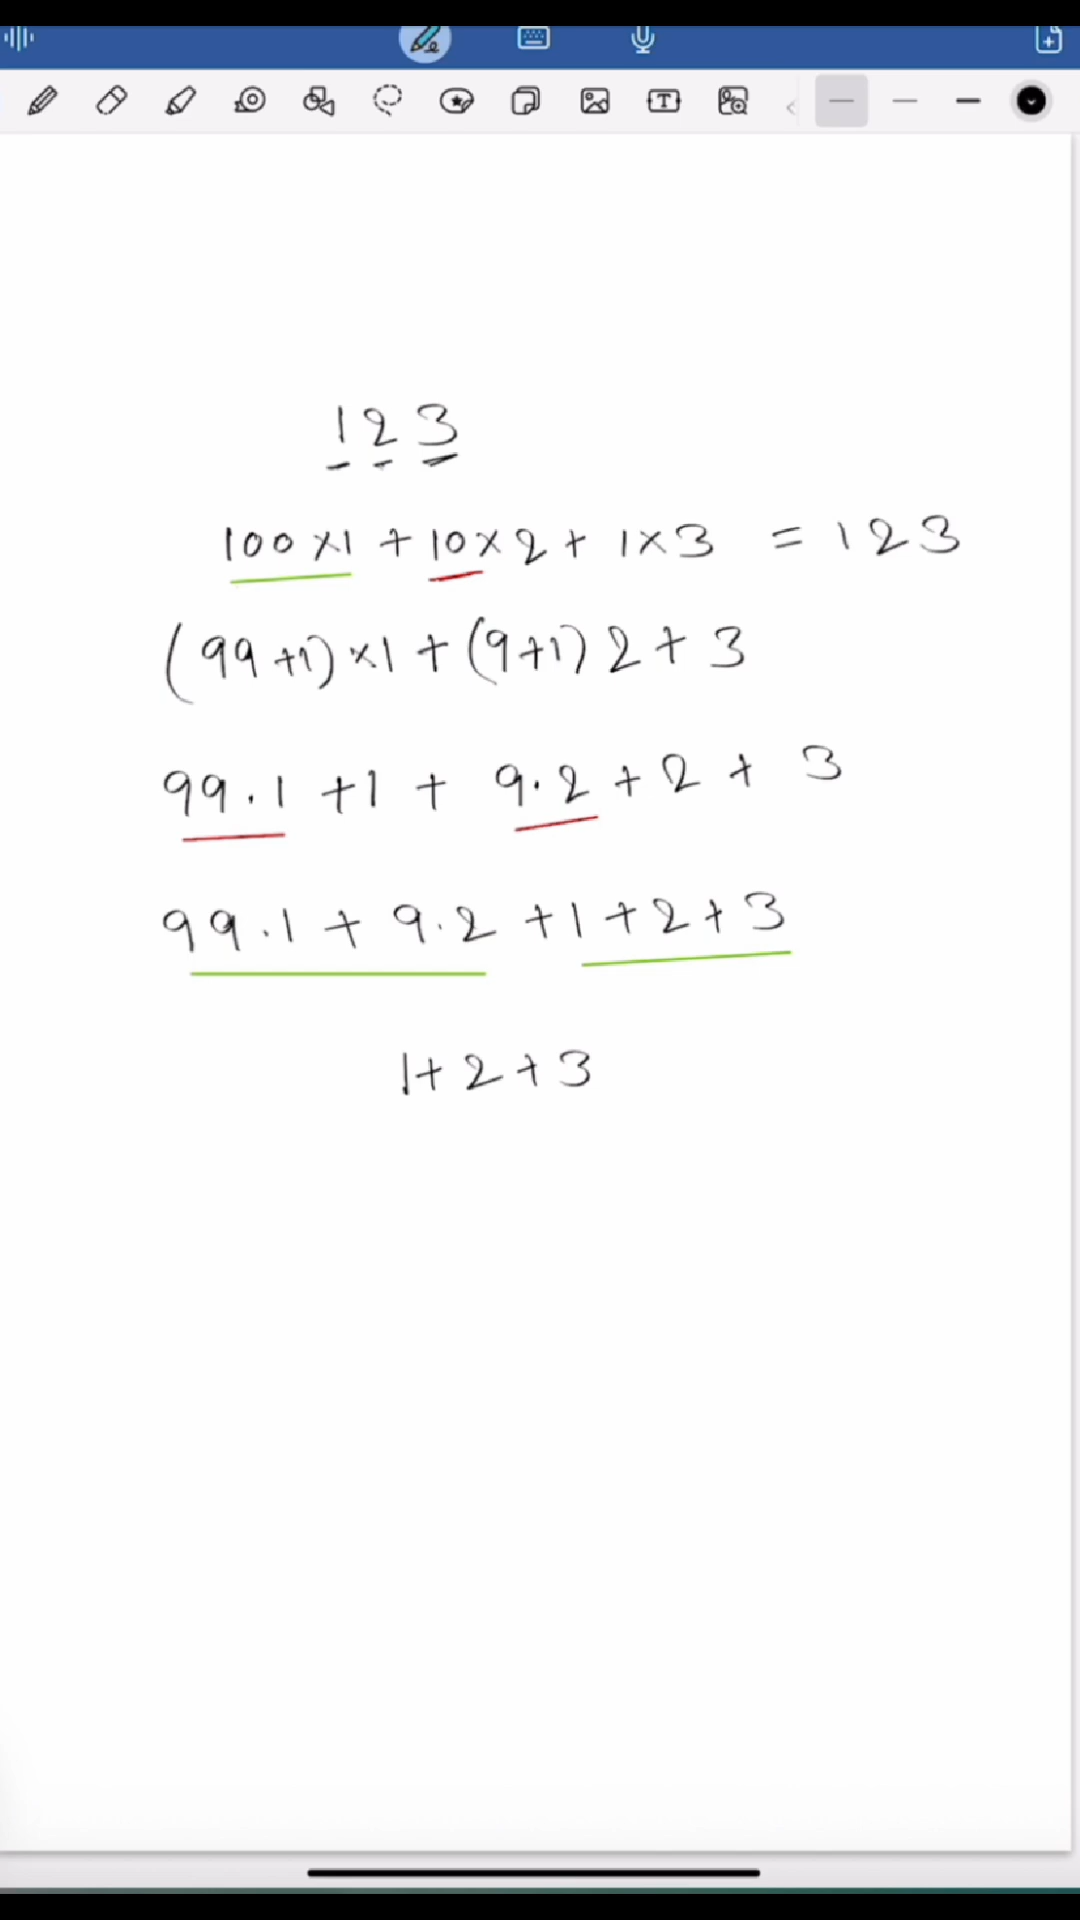 123
100×1 + 10×2 + 1×3 = 123
(99+1)×1 + (9+1)2 + 3
99.1 +1 + 9.2 + 2 + 3
99.1 + 9.2 +1+2+3
1+2+3